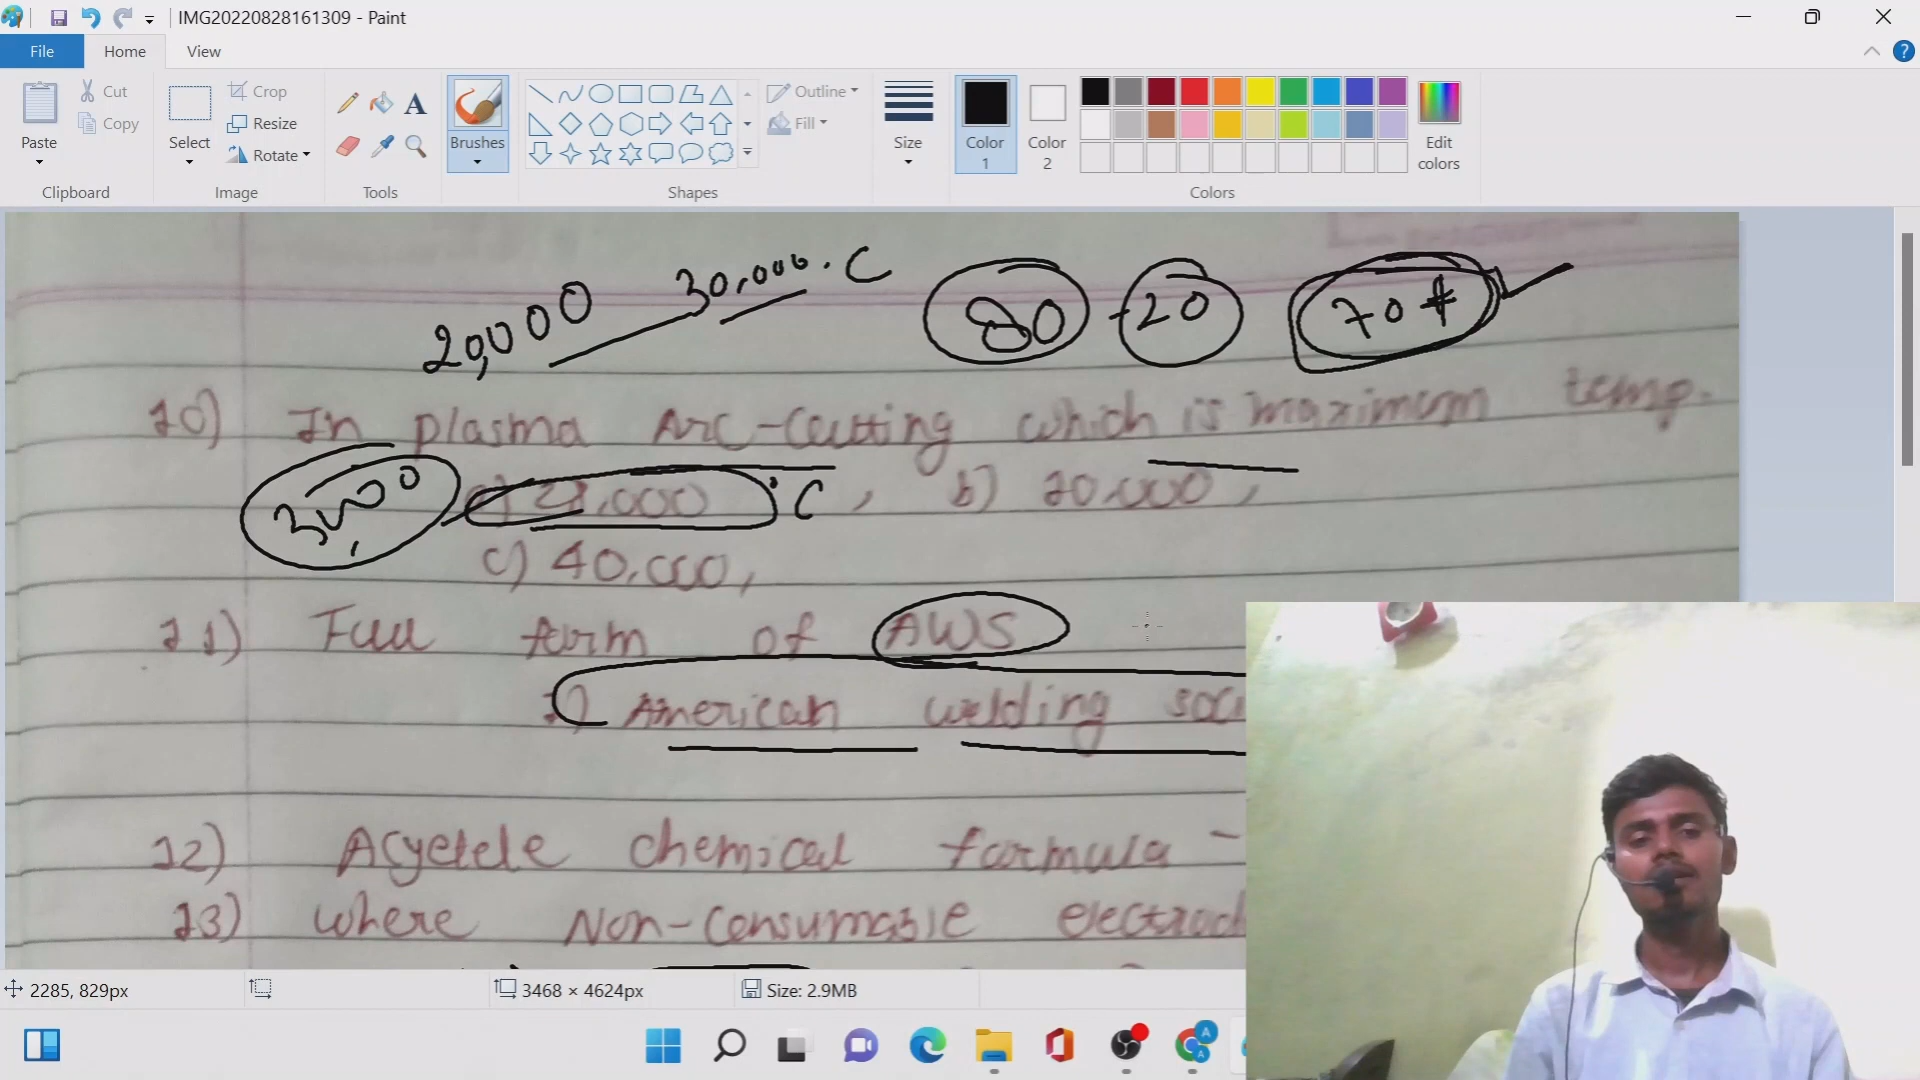 IMG20220828161309 - Paint
File Home View
Paste
Cut
Copy
Clipboard
Select
Crop
Resize
Rotate
Image
A
Tools
Brushes
Outline
Fill
Shapes
Size
Color 1
Color 2
Edit colors
Colors
20,000 30,000. C 80 - 20 70
10) In plasma Arc-Cutting which is maximum temp.
,000 °C , b) 20.000 ,
c) 40.000,
11) Full form of AWS
1) American welding
12) Acyetele chemical formula -
13) where Non-Consumable
2285, 829px
3468 × 4624px
Size: 2.9MB